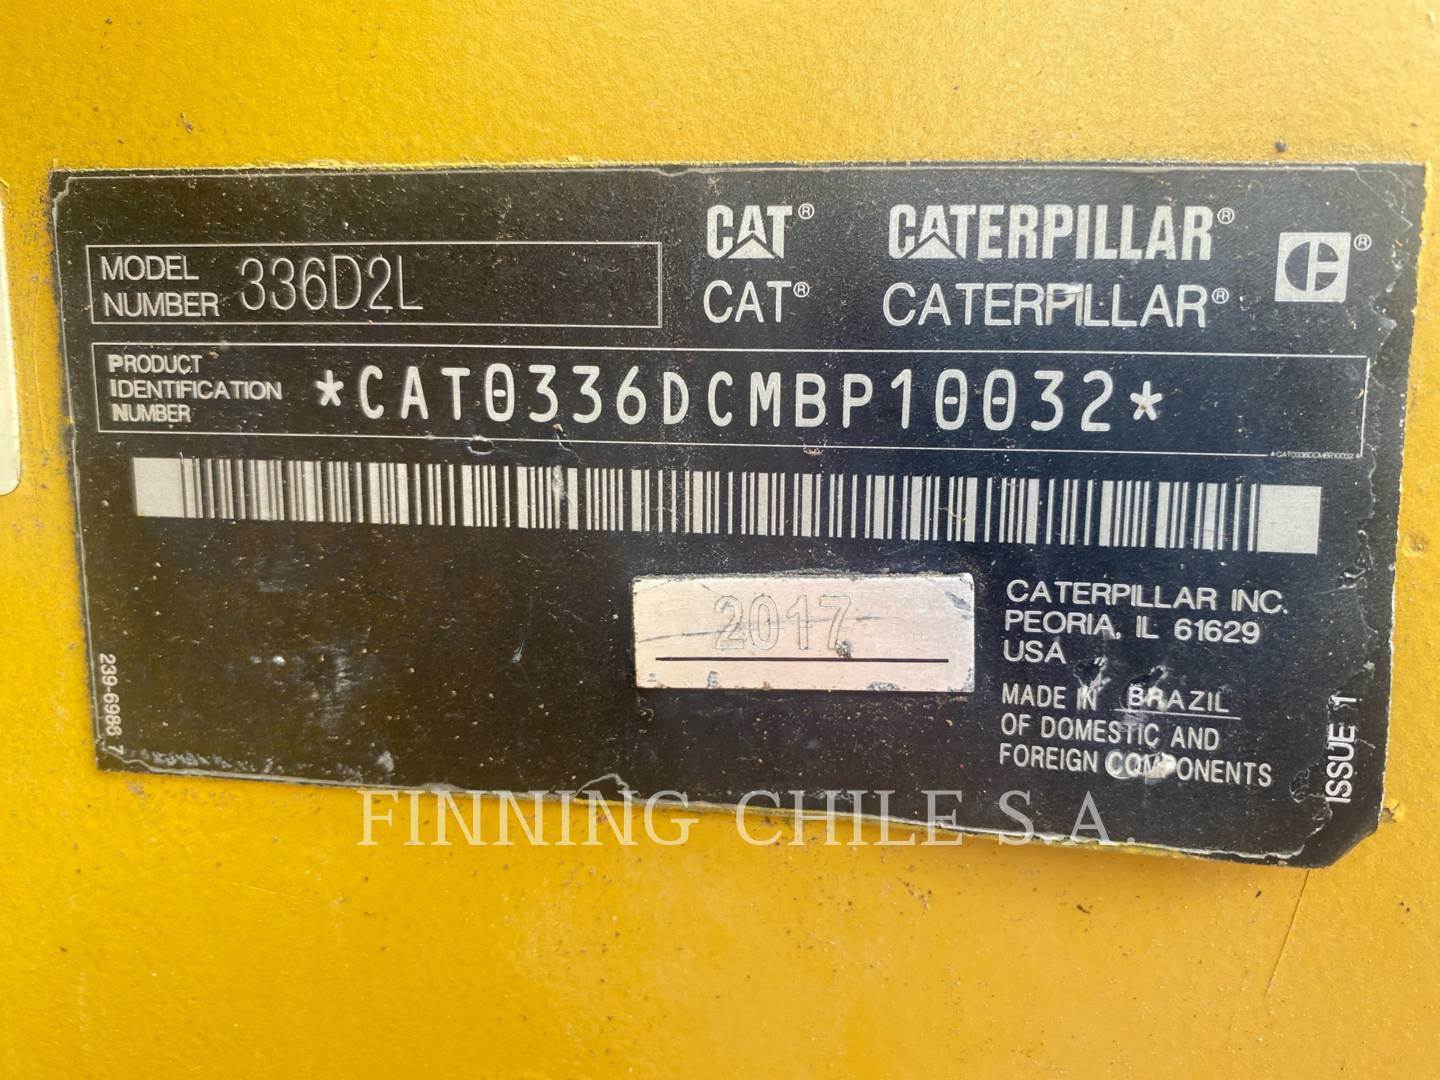 CAT® CATERPILLAR®
CAT® CATERPILLAR® ®
MODEL
NUMBER 336D2L
PRODUCT
IDENTIFICATION
NUMBER
*CAT0336DCMBP10032*
*CAT0336DCMBP10032*
2017
CATERPILLAR INC.
PEORIA, IL 61629
USA
MADE IN BRAZIL
OF DOMESTIC AND
FOREIGN COMPONENTS
239-6986 7
ISSUE 1
FINNING CHILE S.A.